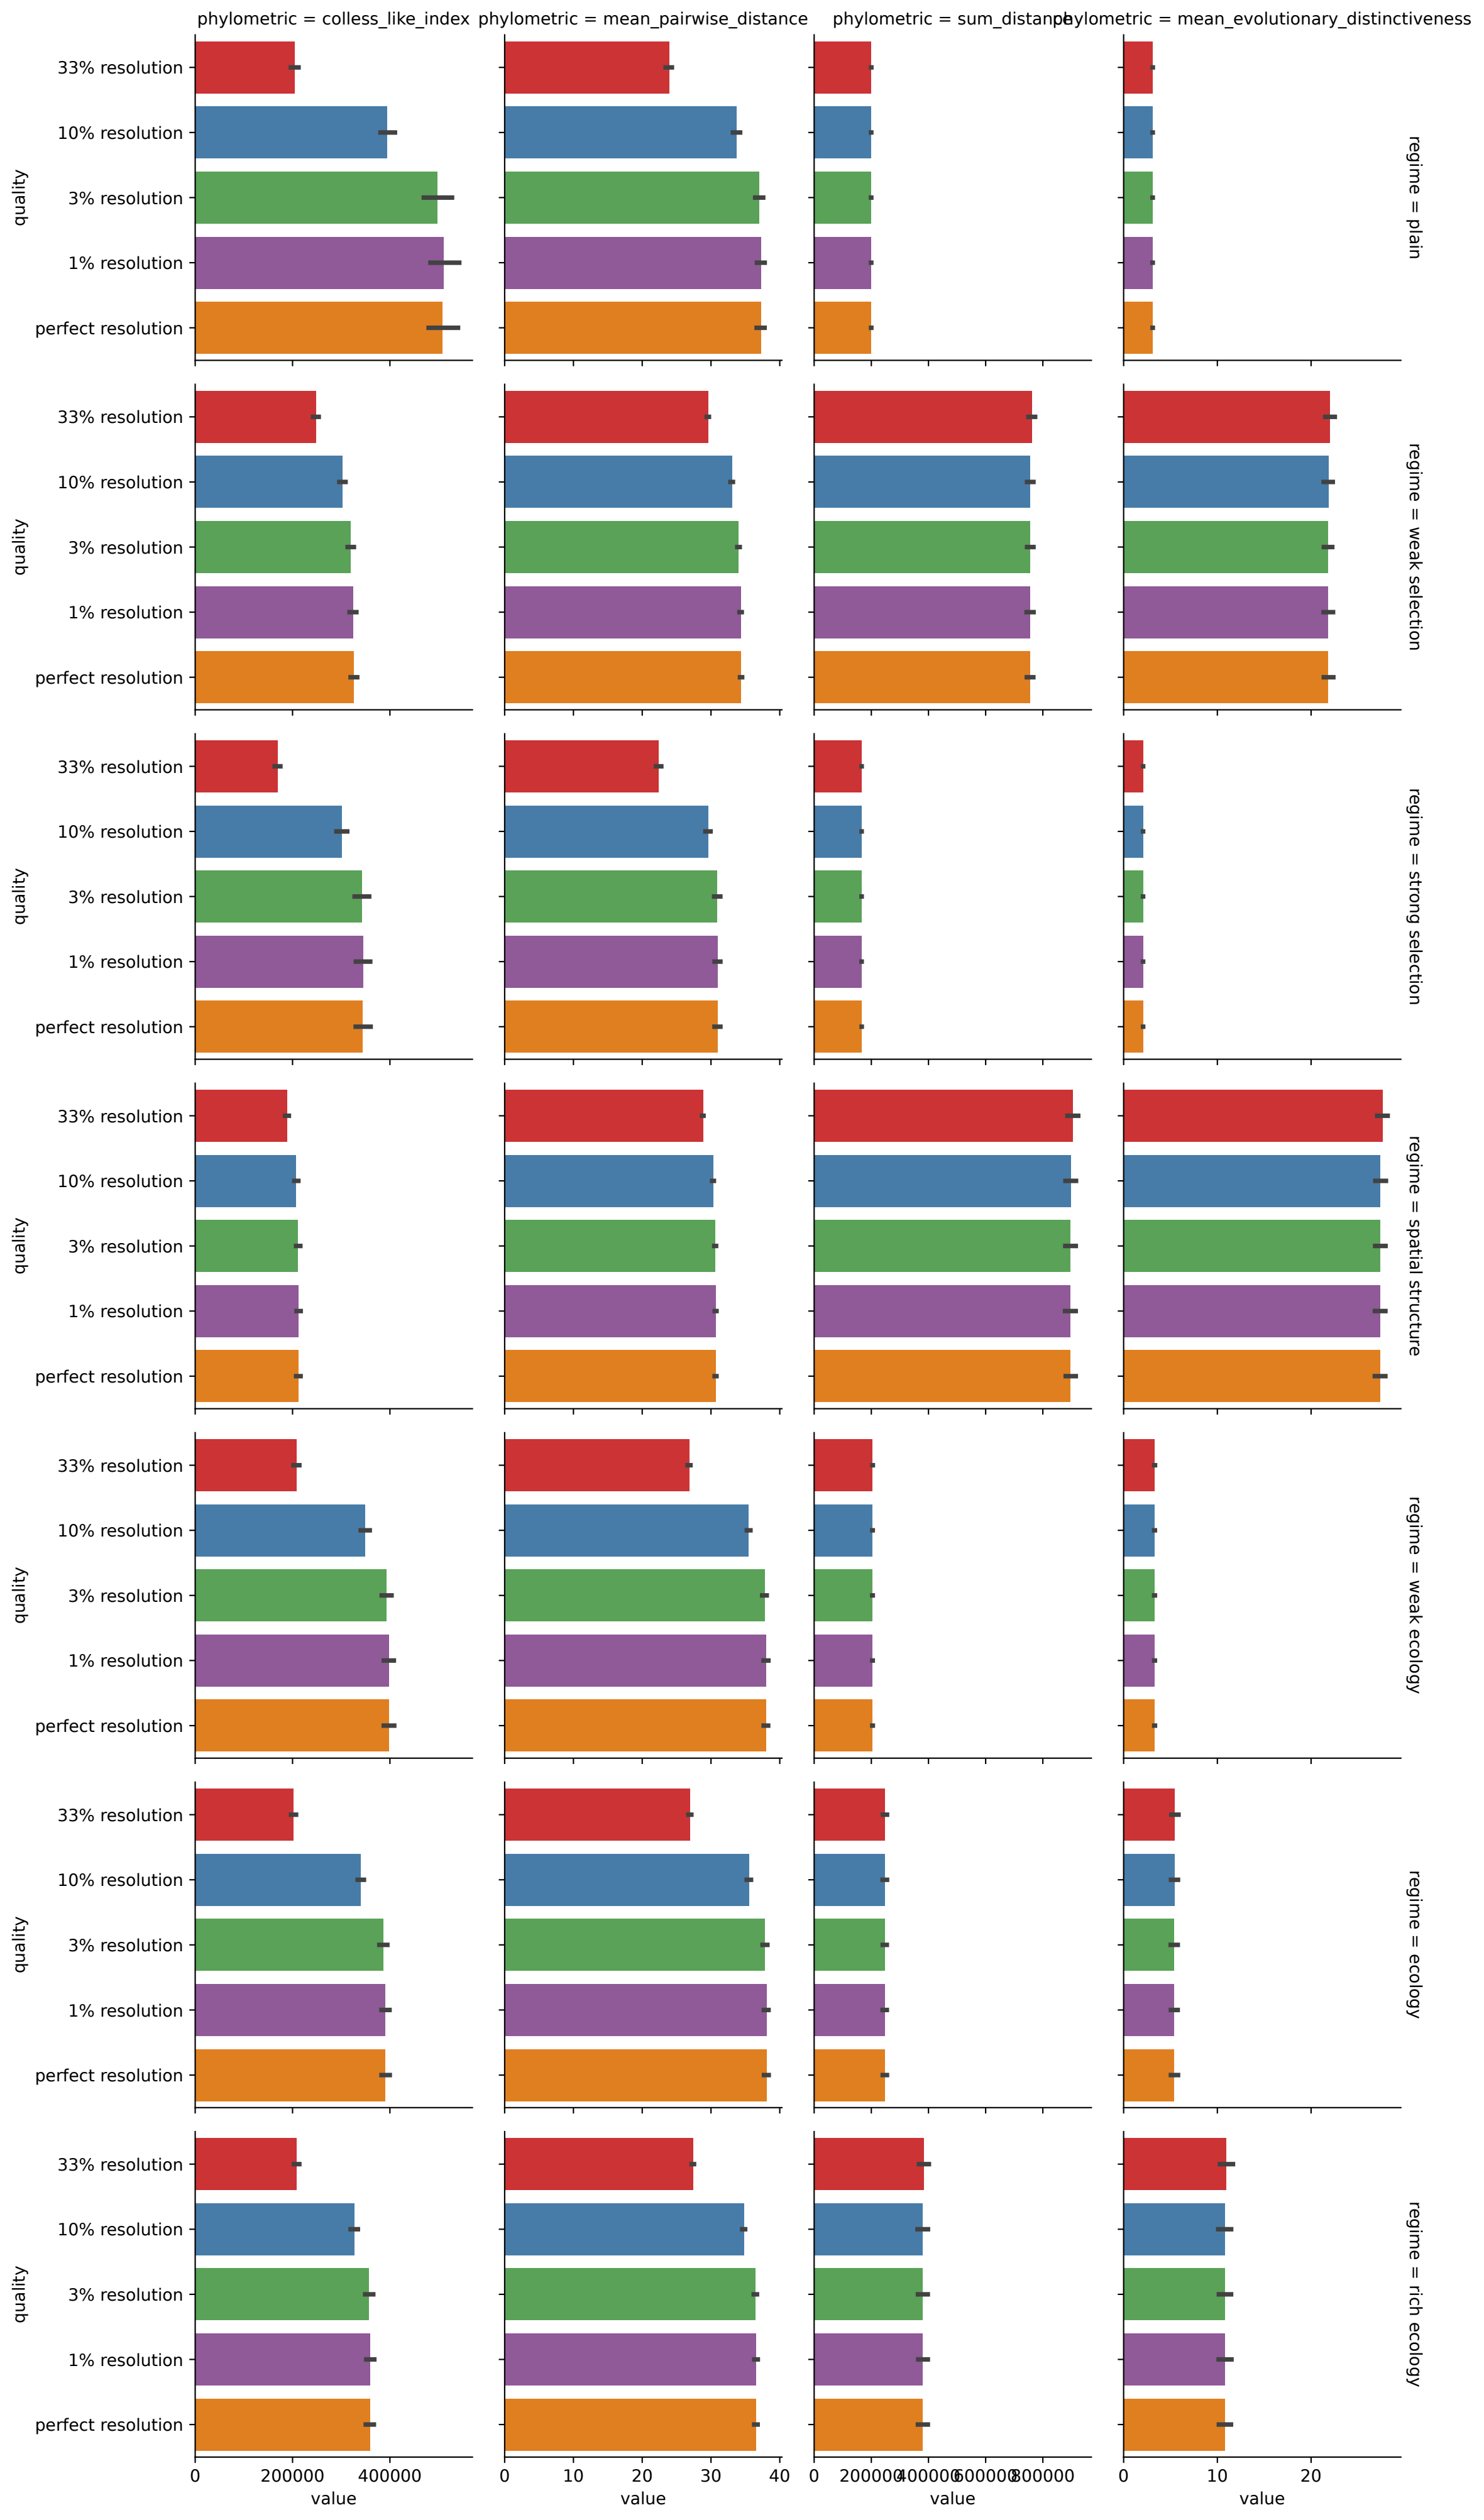 phylometric = colless_like_index phylometric = mean_pairwise_distance phylometric = sum_distance phylometric = mean_evolutionary_distinctiveness
33% resolution
10% resolution
3% resolution
1% resolution
perfect resolution
quality
regime = plain
33% resolution
10% resolution
3% resolution
1% resolution
perfect resolution
quality
regime = weak selection
33% resolution
10% resolution
3% resolution
1% resolution
perfect resolution
quality
regime = strong selection
33% resolution
10% resolution
3% resolution
1% resolution
perfect resolution
quality
regime = spatial structure
33% resolution
10% resolution
3% resolution
1% resolution
perfect resolution
quality
regime = weak ecology
33% resolution
10% resolution
3% resolution
1% resolution
perfect resolution
quality
regime = ecology
33% resolution
10% resolution
3% resolution
1% resolution
perfect resolution
quality
regime = rich ecology
0 200000 400000 0 10 20 30 40 0 200000 400000 600000 800000 0 10 20
value value value value